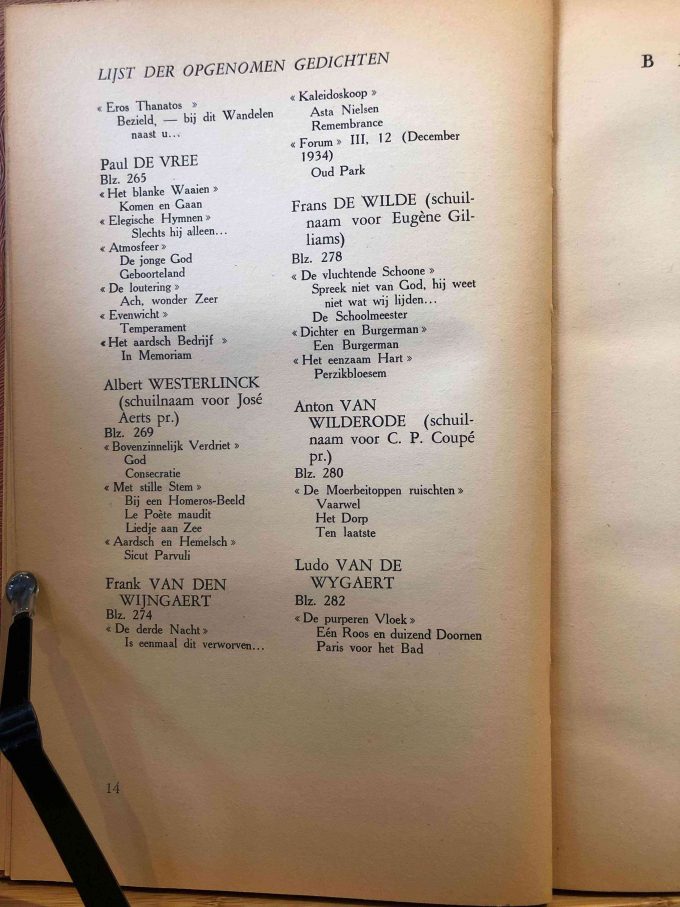 LIJST DER OPGENOMEN GEDICHTEN
« Eros Thanatos »
Bezield, — bij dit Wandelen
naast u...
Paul DE VREE
Blz. 265
« Het blanke Waaien »
Komen en Gaan
« Elegische Hymnen »
Slechts hij alleen...
« Atmosfeer »
De jonge God
Geboorteland
« De loutering »
Ach, wonder Zeer
« Evenwicht »
Temperament
« Het aardsch Bedrijf »
In Memoriam
Albert WESTERLINCK
(schuilnaam voor José
Aerts pr.)
Blz. 269
« Bovenzinnelijk Verdriet »
God
Consecratie
« Met stille Stem »
Bij een Homeros-Beeld
Le Poète maudit
Liedje aan Zee
« Aardsch en Hemelsch »
Sicut Parvuli
Frank VAN DEN
WIJNGAERT
Blz. 274
« De derde Nacht »
Is eenmaal dit verworven...
« Kaleidoskoop »
Asta Nielsen
Remembrance
« Forum » III, 12 (December
1934)
Oud Park
Frans DE WILDE (schuil-
naam voor Eugène Gil-
liams)
Blz. 278
« De vluchtende Schoone »
Spreek niet van God, hij weet
niet wat wij lijden...
De Schoolmeester
« Dichter en Burgerman »
Een Burgerman
« Het eenzaam Hart »
Perzikbloesem
Anton VAN
WILDERODE (schuil-
naam voor C. P. Coupé
pr.)
Blz. 280
« De Moerbeitoppen ruischten »
Vaarwel
Het Dorp
Ten laatste
Ludo VAN DE
WYGAERT
Blz. 282
« De purperen Vloek »
Eén Roos en duizend Doornen
Paris voor het Bad
14
B